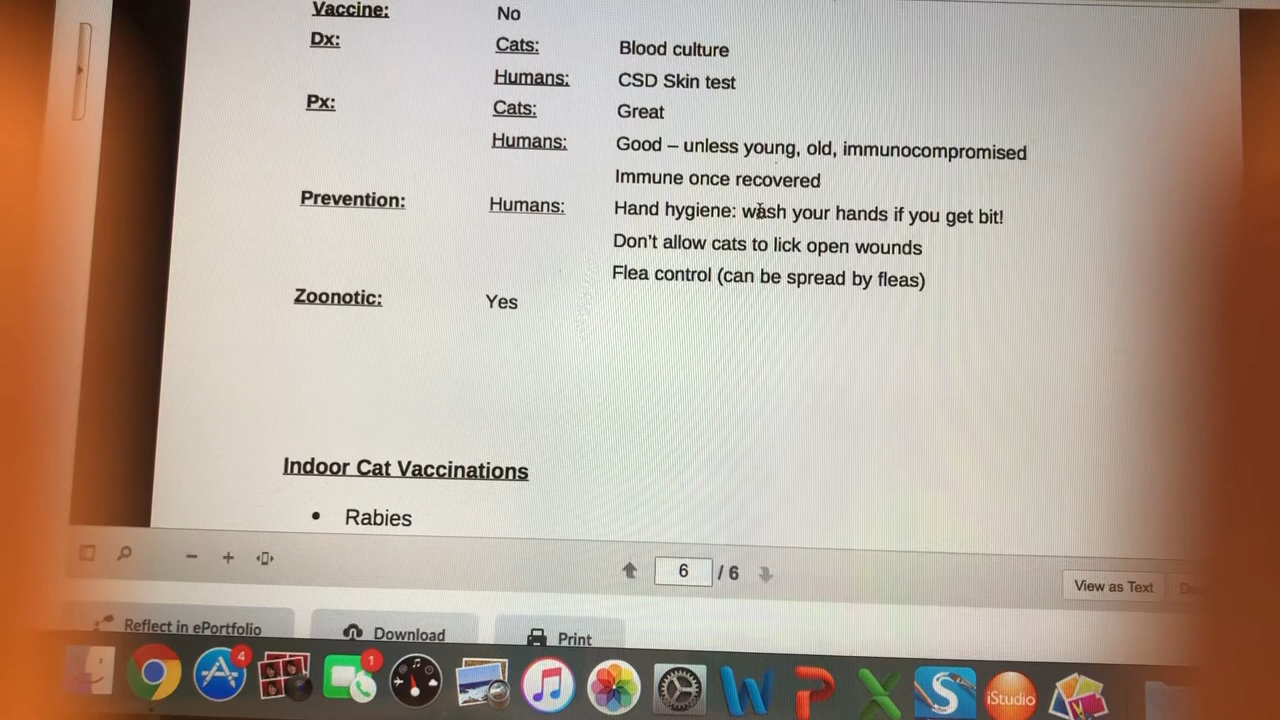 Vaccine: No
Dx: Cats: Blood culture
Humans: CSD Skin test
Px: Cats: Great
Humans: Good – unless young, old, immunocompromised
Immune once recovered
Prevention: Humans: Hand hygiene: wash your hands if you get bit!
Don't allow cats to lick open wounds
Flea control (can be spread by fleas)
Zoonotic: Yes
Indoor Cat Vaccinations
• Rabies
6 / 6
View as Text
Reflect in ePortfolio Download Print
4 1
iStudio